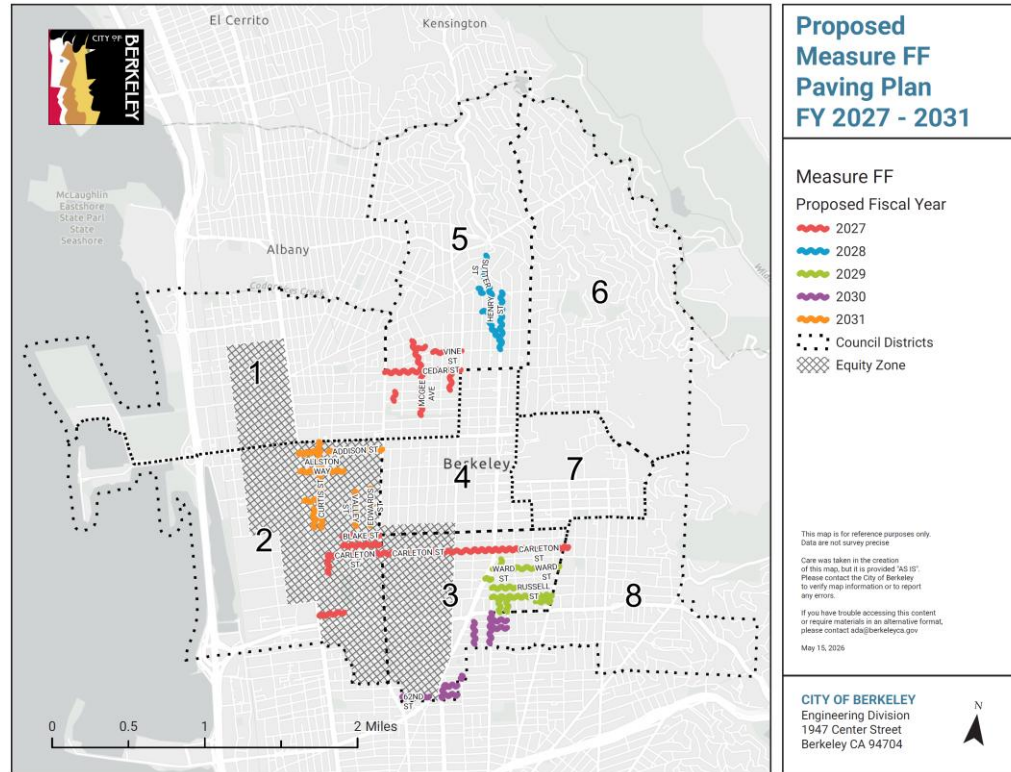 El Cerrito
Kensington
CITY OF
BERKELEY
McLaughlin
Eastshore
State Park
State
Seashore
Albany
5
SUTTER
ST
HENRY
ST
6
VINE
ST
CEDAR ST
MCGEE
AVE
1
ADDISON ST
ALLSTON
WAY
CURTIS ST
VALLEY
ST
EDWARDS
ST
Berkeley
4
7
2
BLAKE ST
CARLETON
ST
CARLETON ST
CARLETON
ST
WARD
ST
WARD
ST
RUSSELL
ST
3
8
62ND
ST
0 0.5 1 2 Miles
Proposed
Measure FF
Paving Plan
FY 2027 - 2031
Measure FF
Proposed Fiscal Year
2027
2028
2029
2030
2031
Council Districts
Equity Zone
This map is for reference purposes only.
Data are not survey precise
Care was taken in the creation
of this map, but it is provided "AS IS".
Please contact the City of Berkeley
to verify map information or to report
any errors.
If you have trouble accessing this content
or require materials in an alternative format,
please contact ada@berkeleyca.gov
May 15, 2026
CITY OF BERKELEY
Engineering Division
1947 Center Street
Berkeley CA 94704
N